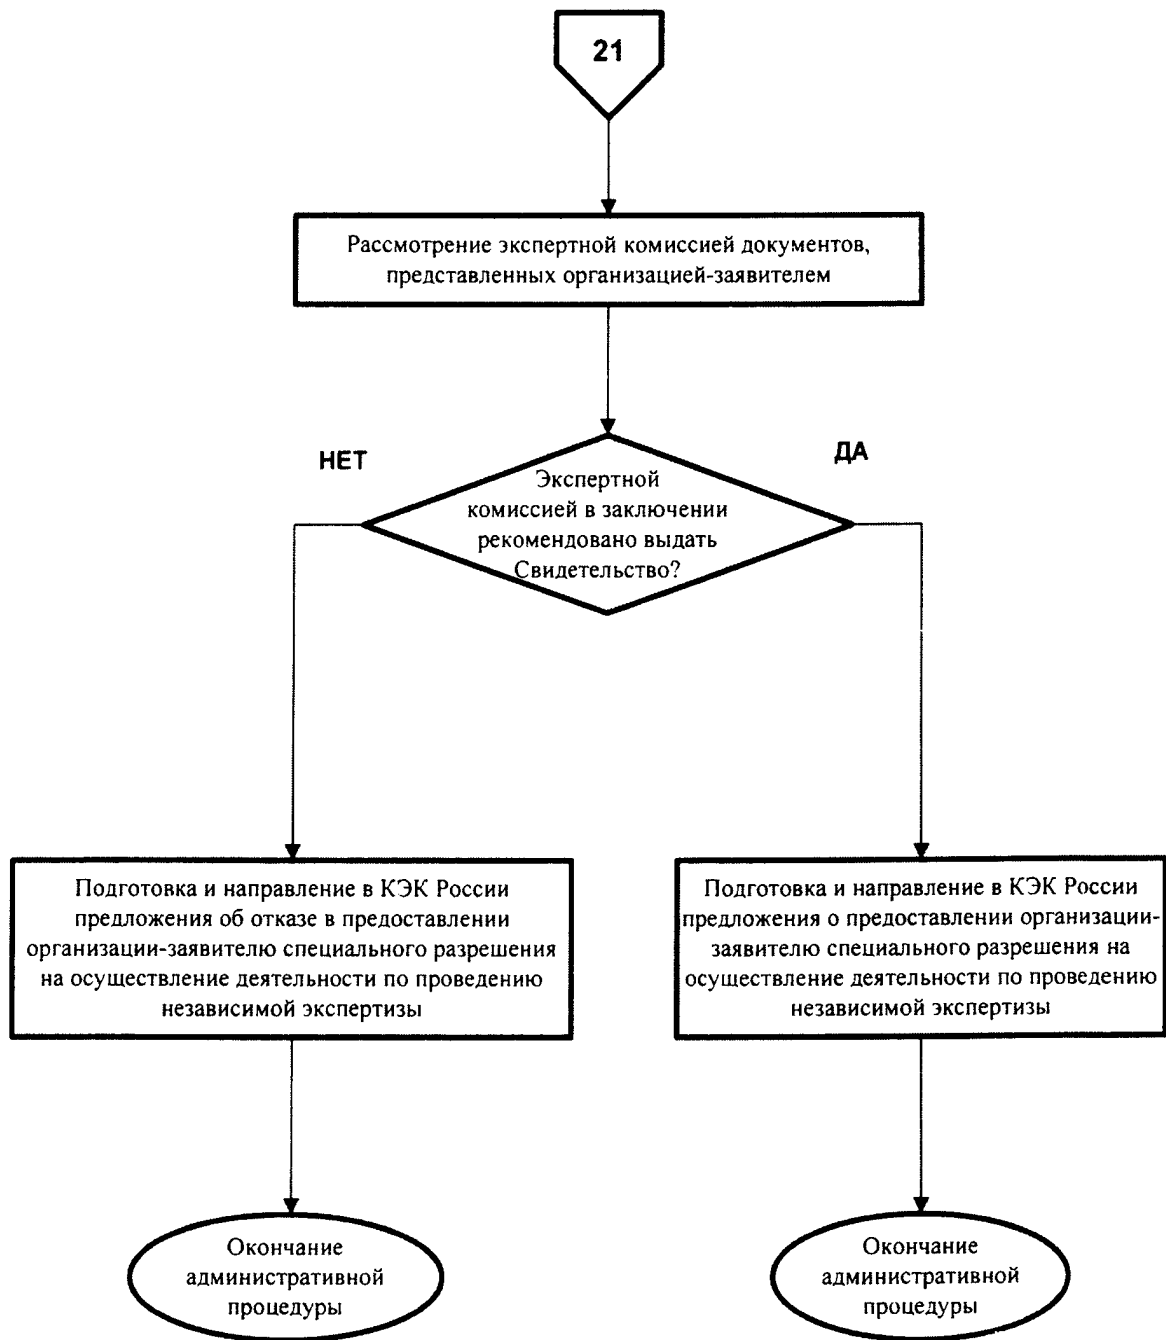 21
Рассмотрение экспертной комиссией документов,
представленных организацией-заявителем
НЕТ
ДА
Экспертной
комиссией в заключении
рекомендовано выдать
Свидетельство?
Подготовка и направление в КЭК России
предложения об отказе в предоставлении
организации-заявителю специального разрешения
на осуществление деятельности по проведению
независимой экспертизы
Подготовка и направление в КЭК России
предложения о предоставлении организации-
заявителю специального разрешения на
осуществление деятельности по проведению
независимой экспертизы
Окончание
административной
процедуры
Окончание
административной
процедуры